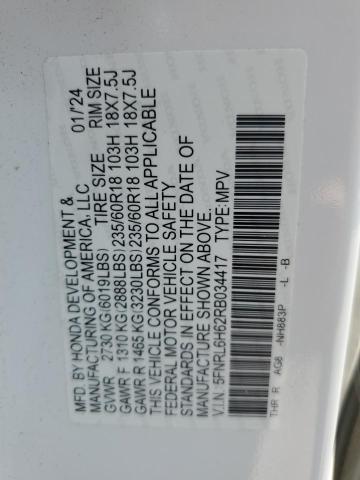 MFD. BY HONDA DEVELOPMENT & 01/'24
MANUFACTURING OF AMERICA, LLC
TIRE SIZE RIM SIZE
GVWR 2730 KG(6019LBS)
GAWR F 1310 KG(2888LBS)235/60R18 103H 18X7.5J
GAWR R 1465 KG(3230LBS)235/60R18 103H 18X7.5J
THIS VEHICLE CONFORMS TO ALL APPLICABLE
FEDERAL MOTOR VEHICLE SAFETY
STANDARDS IN EFFECT ON THE DATE OF
MANUFACTURE SHOWN ABOVE.
V.I.N. 5FNRL6H62RB034417 TYPE:MPV
THR R AG8 -NH883P -L -B